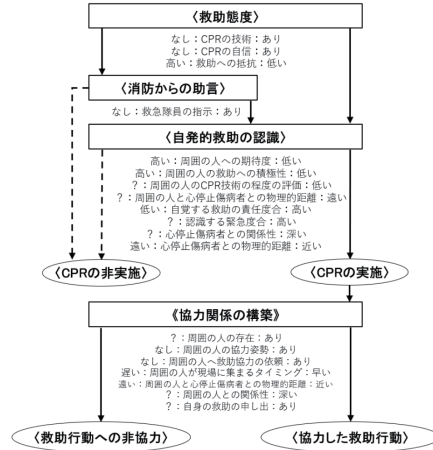 〈救助態度〉
なし：CPRの技術：あり
なし：CPRの自信：あり
高い：救助への抵抗：低い
〈消防からの助言〉
なし：救急隊員の指示：あり
〈自発的救助の認識〉
高い：周囲の人への期待度：低い
高い：周囲の人の救助への積極性：低い
？：周囲の人のCPR技術の程度の評価：低い
？：周囲の人と心停止傷病者との物理的距離：遠い
低い：自覚する救助の責任度合：高い
？：認識する緊急度合：高い
？：心停止傷病者との関係性：深い
遠い：心停止傷病者との物理的距離：近い
〈CPRの非実施〉
〈CPRの実施〉
《協力関係の構築》
？：周囲の人の存在：あり
なし：周囲の人の協力姿勢：あり
なし：周囲の人へ救助協力の依頼：あり
遅い：周囲の人が現場に集まるタイミング：早い
遠い：周囲の人と心停止傷病者との物理的距離：近い
？：周囲の人との関係性：深い
？：自身の救助の申し出：あり
〈救助行動への非協力〉
〈協力した救助行動〉